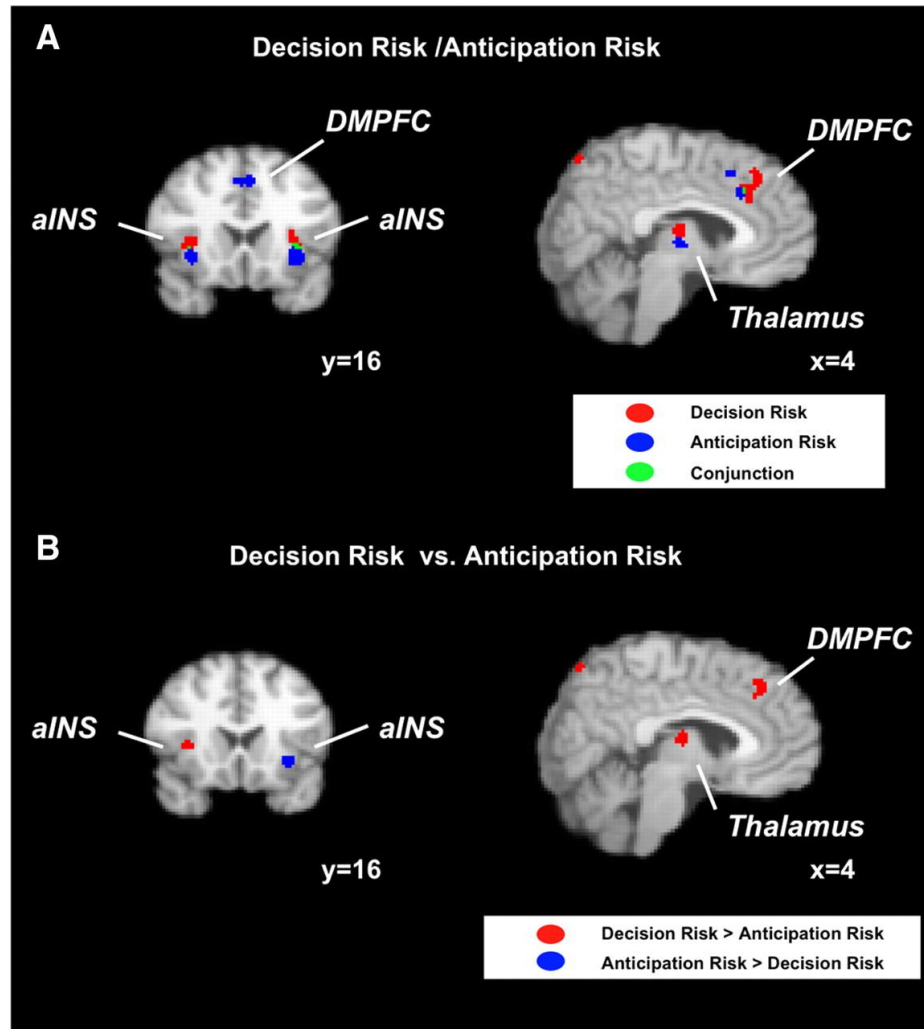 A
Decision Risk /Anticipation Risk
DMPFC
DMPFC
aINS
aINS
Thalamus
y=16
x=4
Decision Risk
Anticipation Risk
Conjunction
B
Decision Risk vs. Anticipation Risk
DMPFC
aINS
aINS
Thalamus
y=16
x=4
Decision Risk > Anticipation Risk
Anticipation Risk > Decision Risk